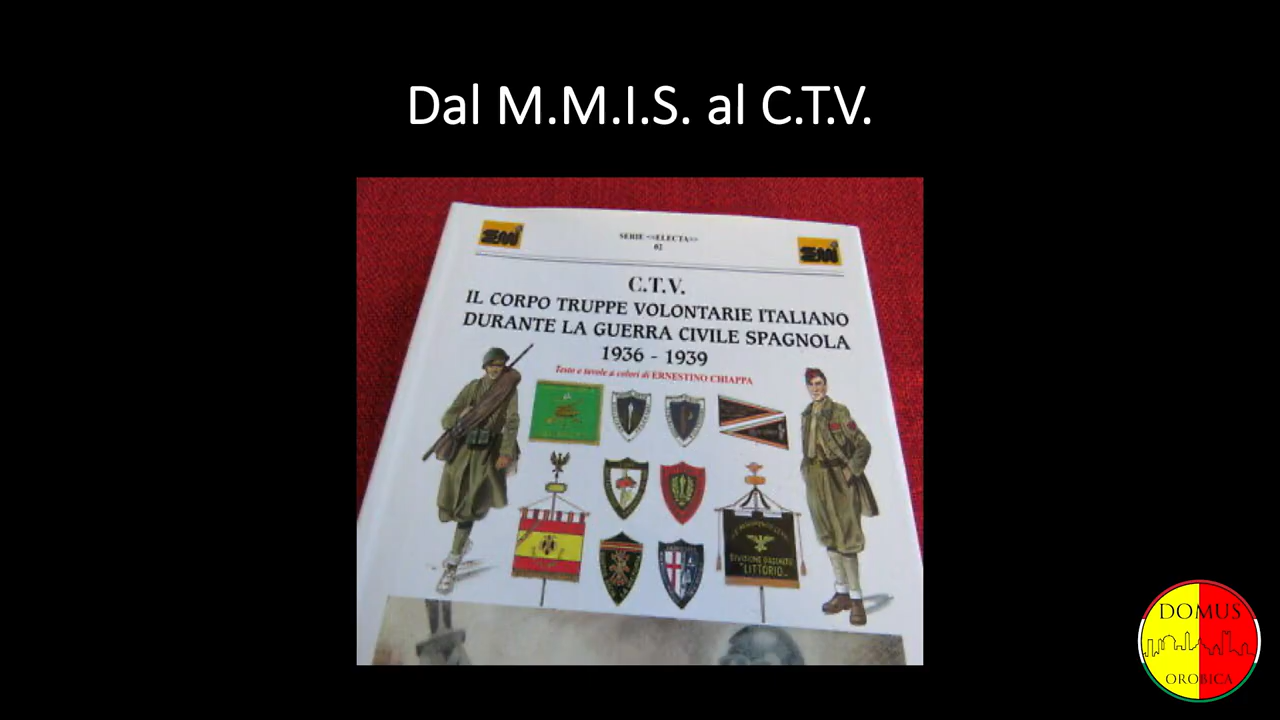 Dal M.M.I.S. al C.T.V.
SERIE <<ELECTA>>
02
C.T.V.
IL CORPO TRUPPE VOLONTARIE ITALIANO
DURANTE LA GUERRA CIVILE SPAGNOLA
1936 - 1939
Testo e tavole a colori di ERNESTINO CHIAPPA
DIVISIONE D'ASSALTO
"LITTORIO"
DOMUS
OROBICA